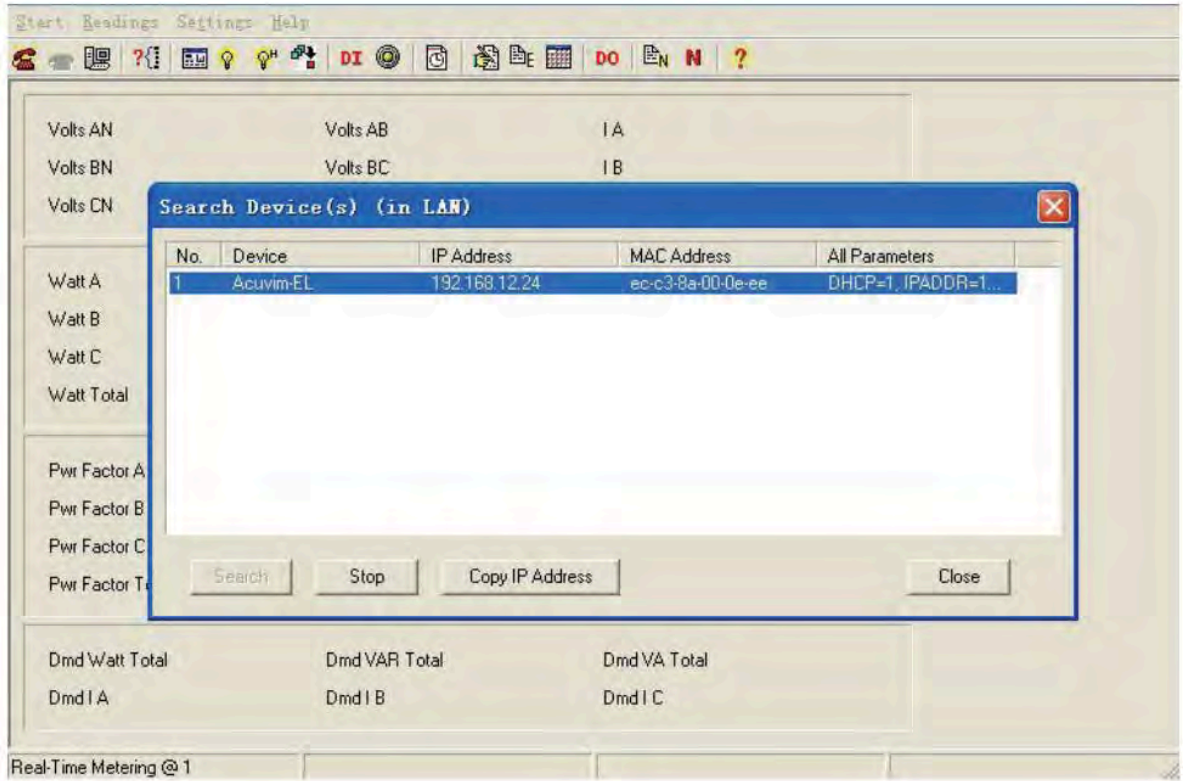 Start Readings Settings Help
?{ H DI E DO N N ?
Volts AN Volts AB I A
Volts BN Volts BC I B
Volts CN
Search Device(s) (in LAN)
No. Device IP Address MAC Address All Parameters
1 Acuvim-EL 192.168.12.24 ec-c3-8a-00-0e-ee DHCP=1, IPADDR=1...
Watt A
Watt B
Watt C
Watt Total
Pwr Factor A
Pwr Factor B
Pwr Factor C
Pwr Factor T
Search Stop Copy IP Address Close
Dmd Watt Total Dmd VAR Total Dmd VA Total
Dmd I A Dmd I B Dmd I C
Real-Time Metering @ 1